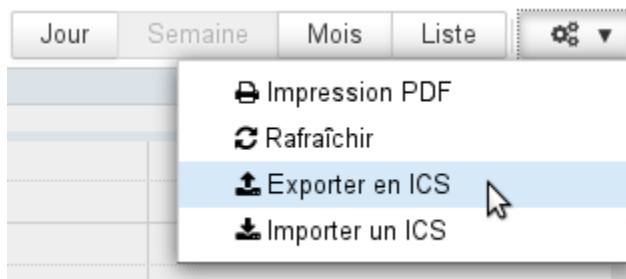 Jour Semaine Mois Liste
Impression PDF
Rafraîchir
Exporter en ICS
Importer un ICS